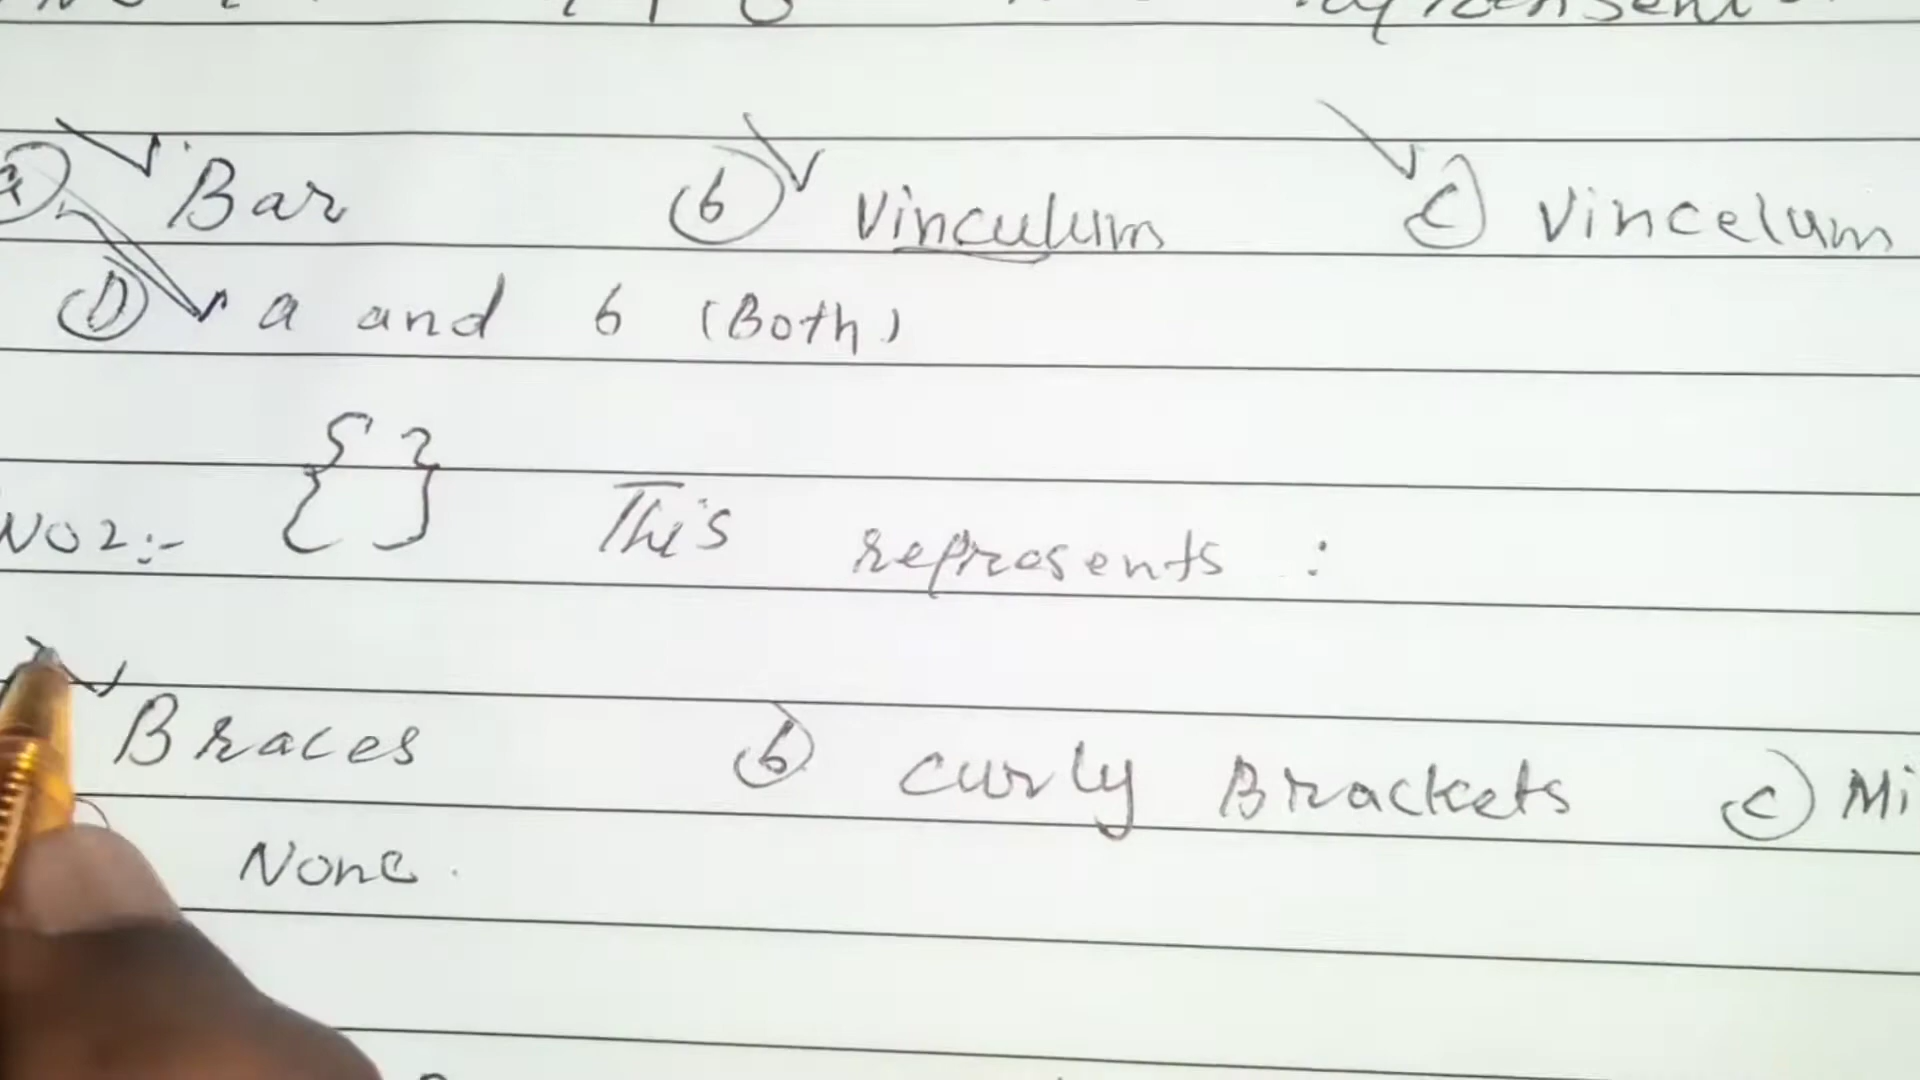 (a) Bar (b) Vinculum (c) Vincelum
(D) a and b (Both)
NO2:- { } This represents :
Braces (b) Curly Brackets (c) Mi
None.